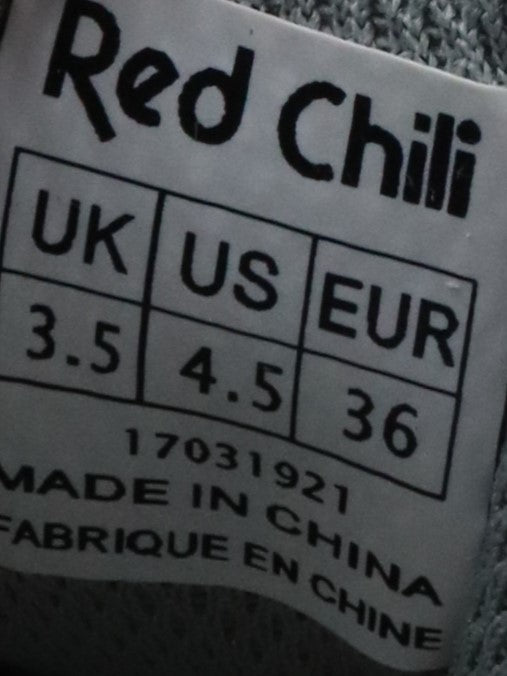 Red Chili
UK US EUR
3.5 4.5 36
17031921
MADE IN CHINA
FABRIQUE EN CHINE